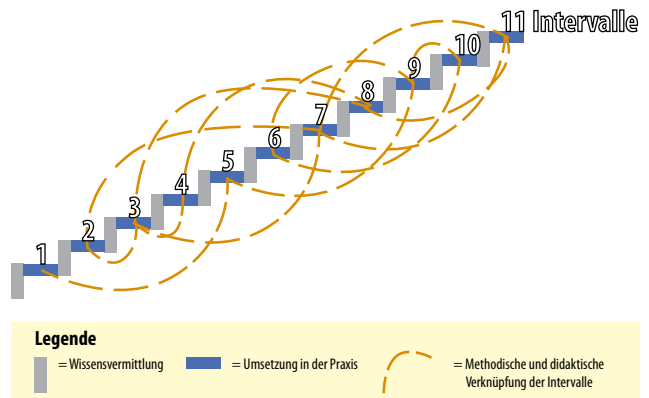 11 Intervalle
10
9
8
7
6
5
4
3
2
1
Legende
= Wissensvermittlung
= Umsetzung in der Praxis
= Methodische und didaktische
Verknüpfung der Intervalle